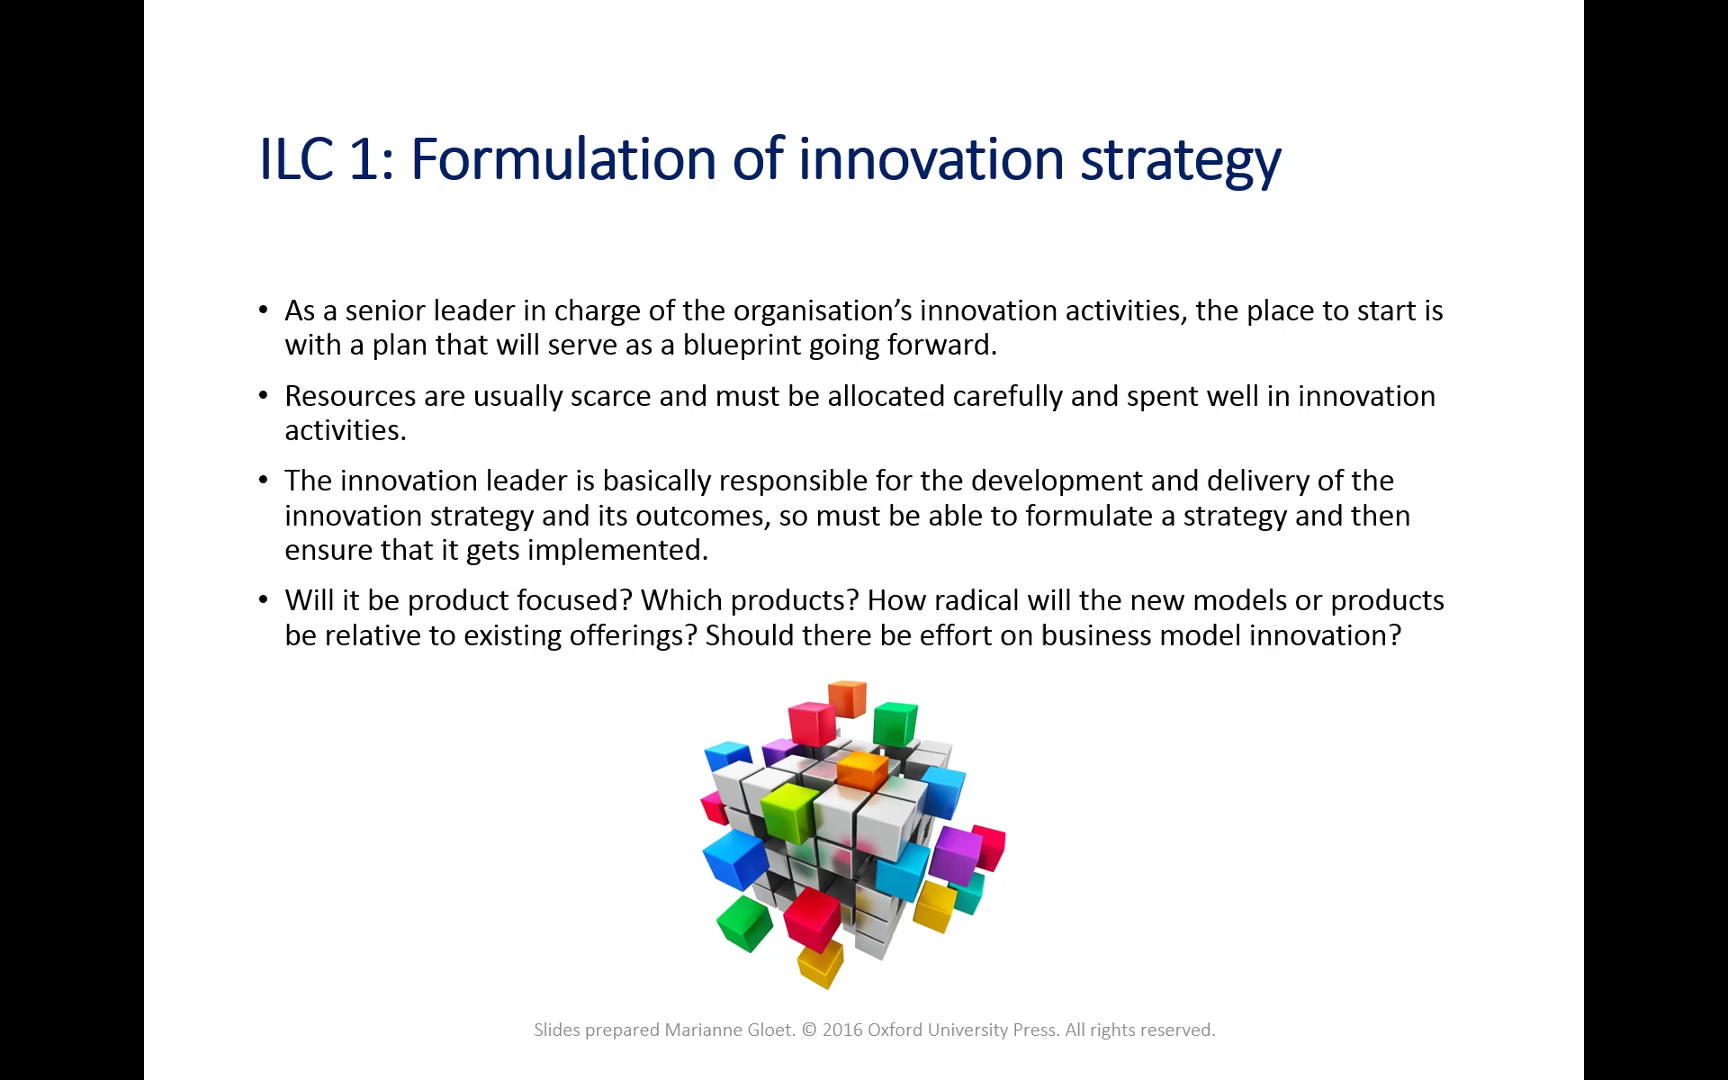 ILC 1: Formulation of innovation strategy
• As a senior leader in charge of the organisation’s innovation activities, the place to start is
with a plan that will serve as a blueprint going forward.
• Resources are usually scarce and must be allocated carefully and spent well in innovation
activities.
• The innovation leader is basically responsible for the development and delivery of the
innovation strategy and its outcomes, so must be able to formulate a strategy and then
ensure that it gets implemented.
• Will it be product focused? Which products? How radical will the new models or products
be relative to existing offerings? Should there be effort on business model innovation?
Slides prepared Marianne Gloet. © 2016 Oxford University Press. All rights reserved.